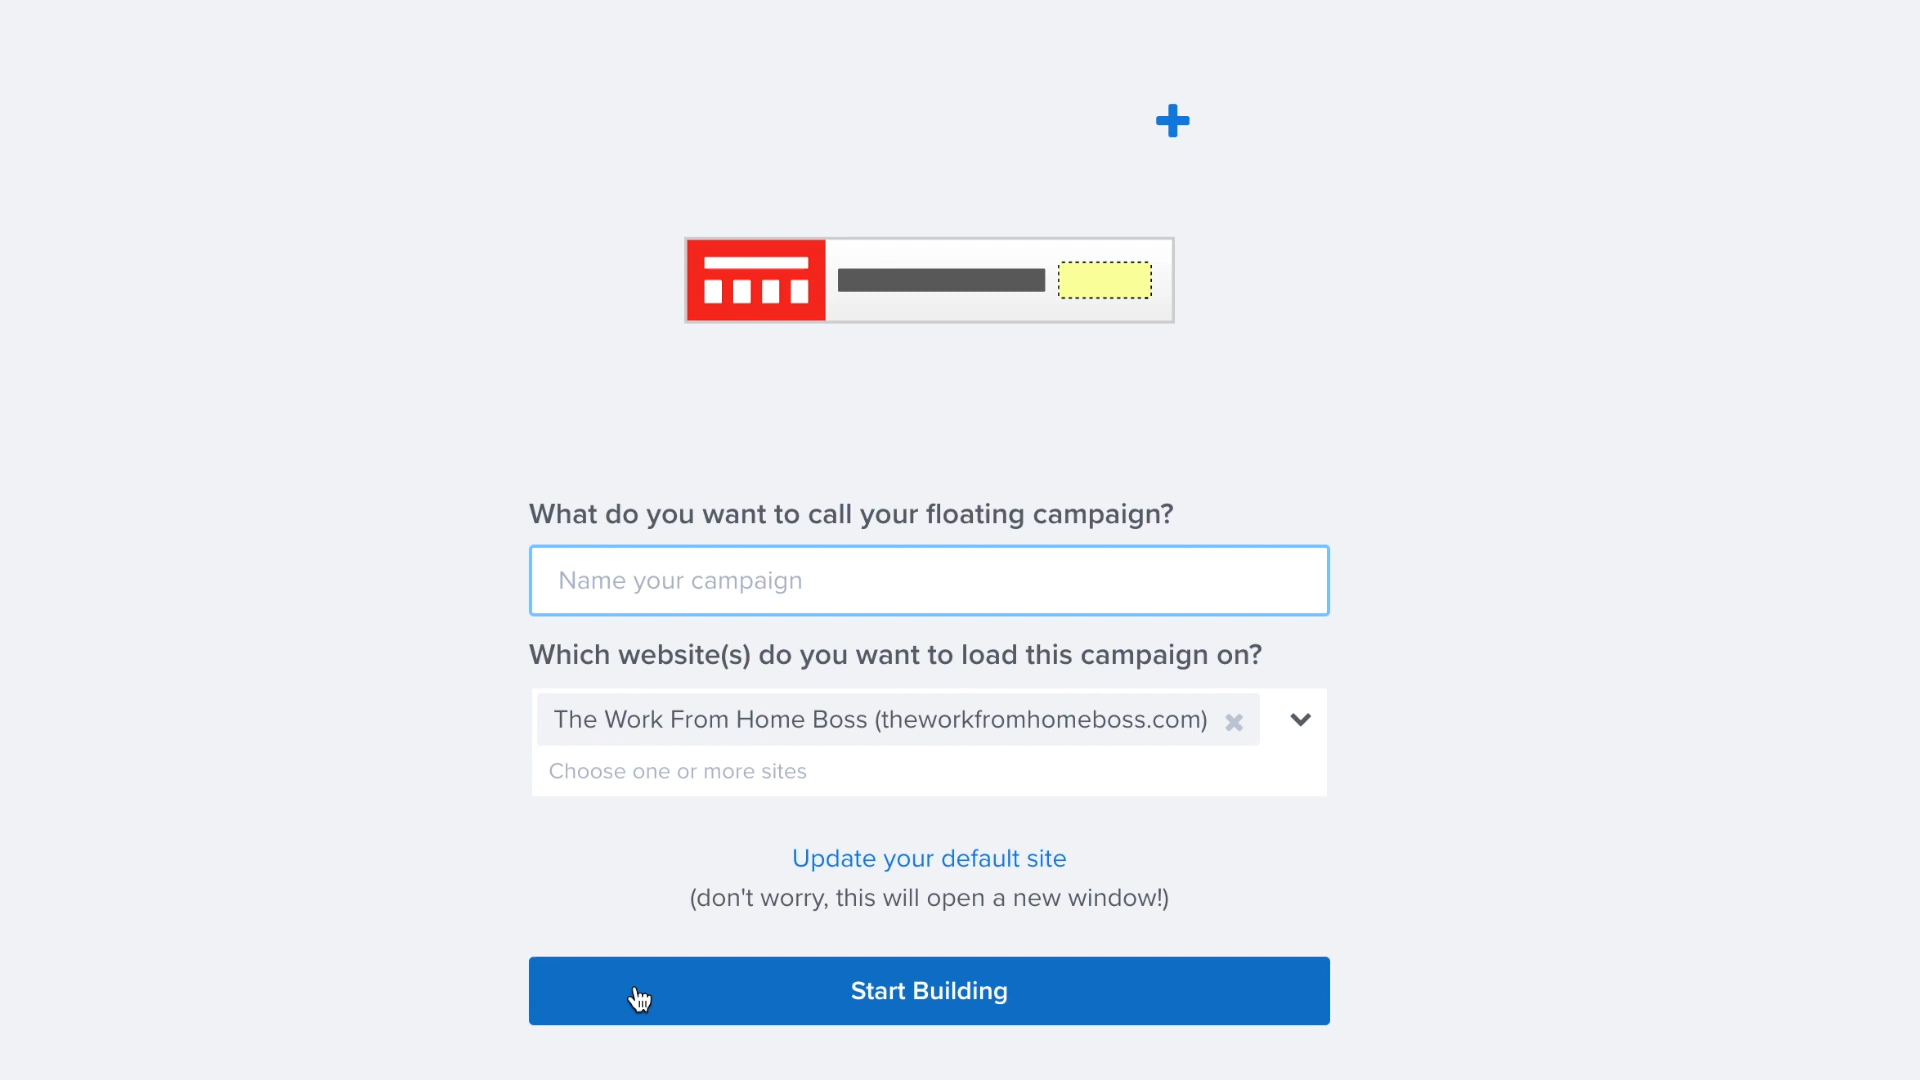 What do you want to call your floating campaign?
Name your campaign
Which website(s) do you want to load this campaign on?
The Work From Home Boss (theworkfromhomeboss.com)
Choose one or more sites
Update your default site
(don't worry, this will open a new window!)
Start Building